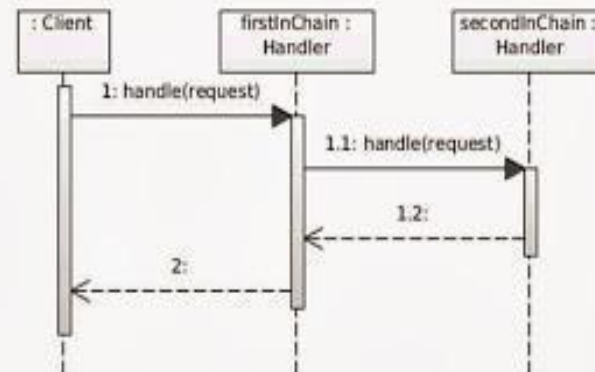 : Client
firstInChain :
Handler
secondInChain :
Handler
1: handle(request)
1.1: handle(request)
1.2:
2: